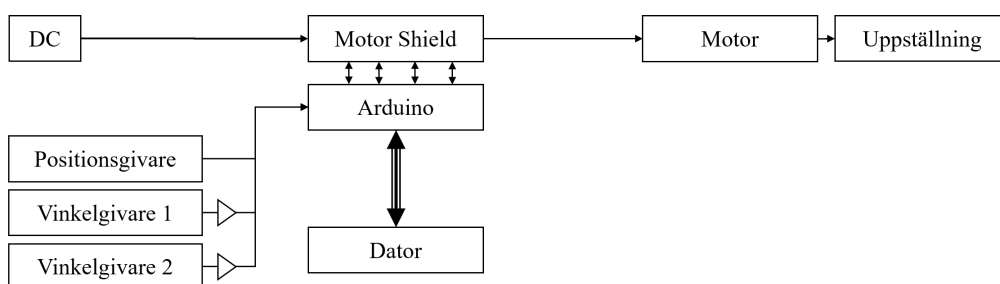 DC
Motor Shield
Motor
Uppställning
Arduino
Positionsgivare
Vinkelgivare 1
Vinkelgivare 2
Dator